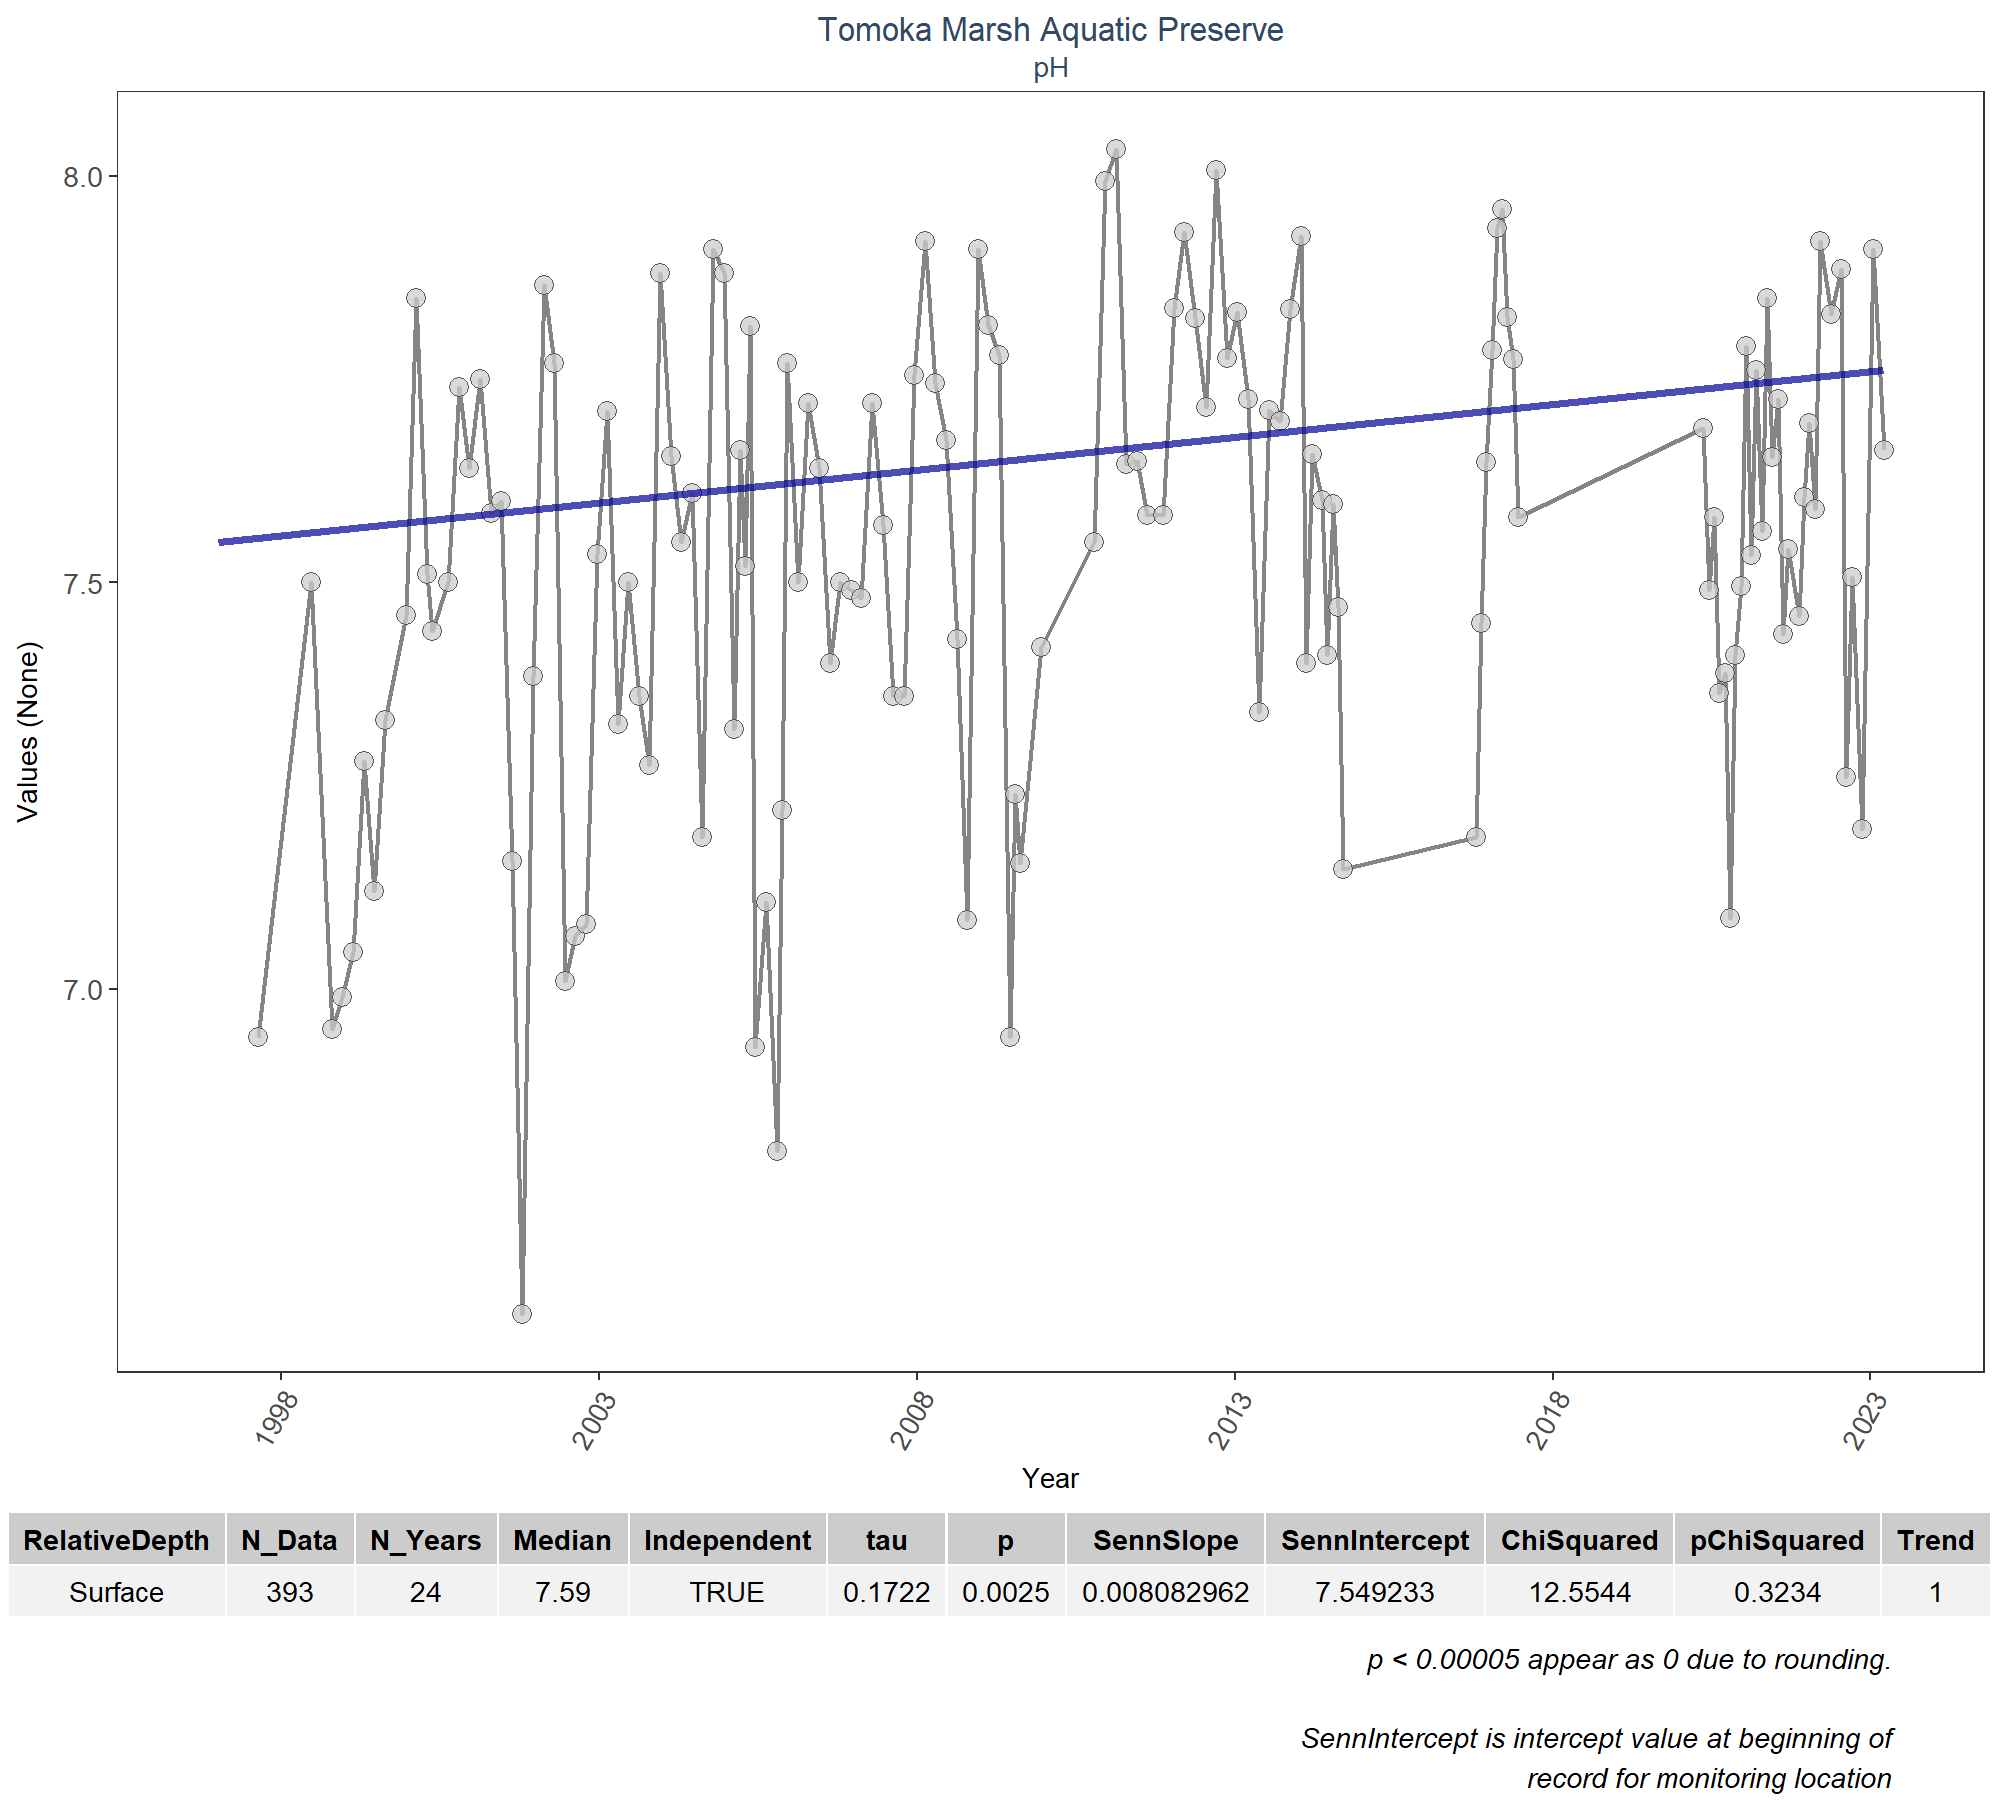 Tomoka Marsh Aquatic Preserve
pH
8.0
7.5
7.0
Values (None)
1998
2003
2008
2013
2018
2023
Year
RelativeDepth N_Data N_Years Median Independent tau p SennSlope SennIntercept ChiSquared pChiSquared Trend
Surface 393 24 7.59 TRUE 0.1722 0.0025 0.008082962 7.549233 12.5544 0.3234 1
p < 0.00005 appear as 0 due to rounding.
SennIntercept is intercept value at beginning of
record for monitoring location